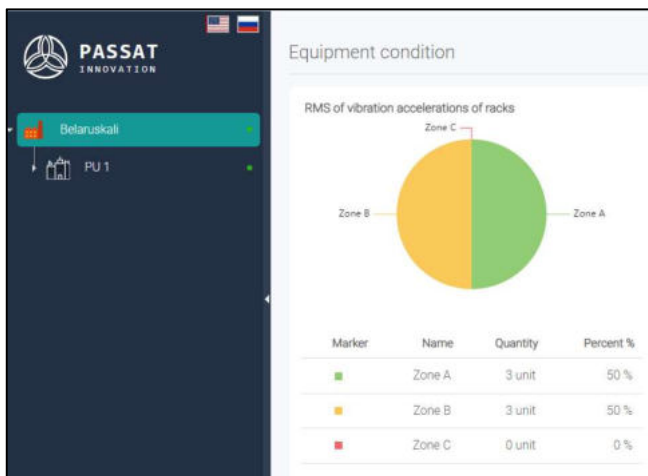 PASSAT
INNOVATION
Belaruskali
PU 1
Equipment condition
RMS of vibration accelerations of racks
Zone C
Zone B
Zone A
Marker Name Quantity Percent %
Zone A 3 unit 50 %
Zone B 3 unit 50 %
Zone C 0 unit 0 %